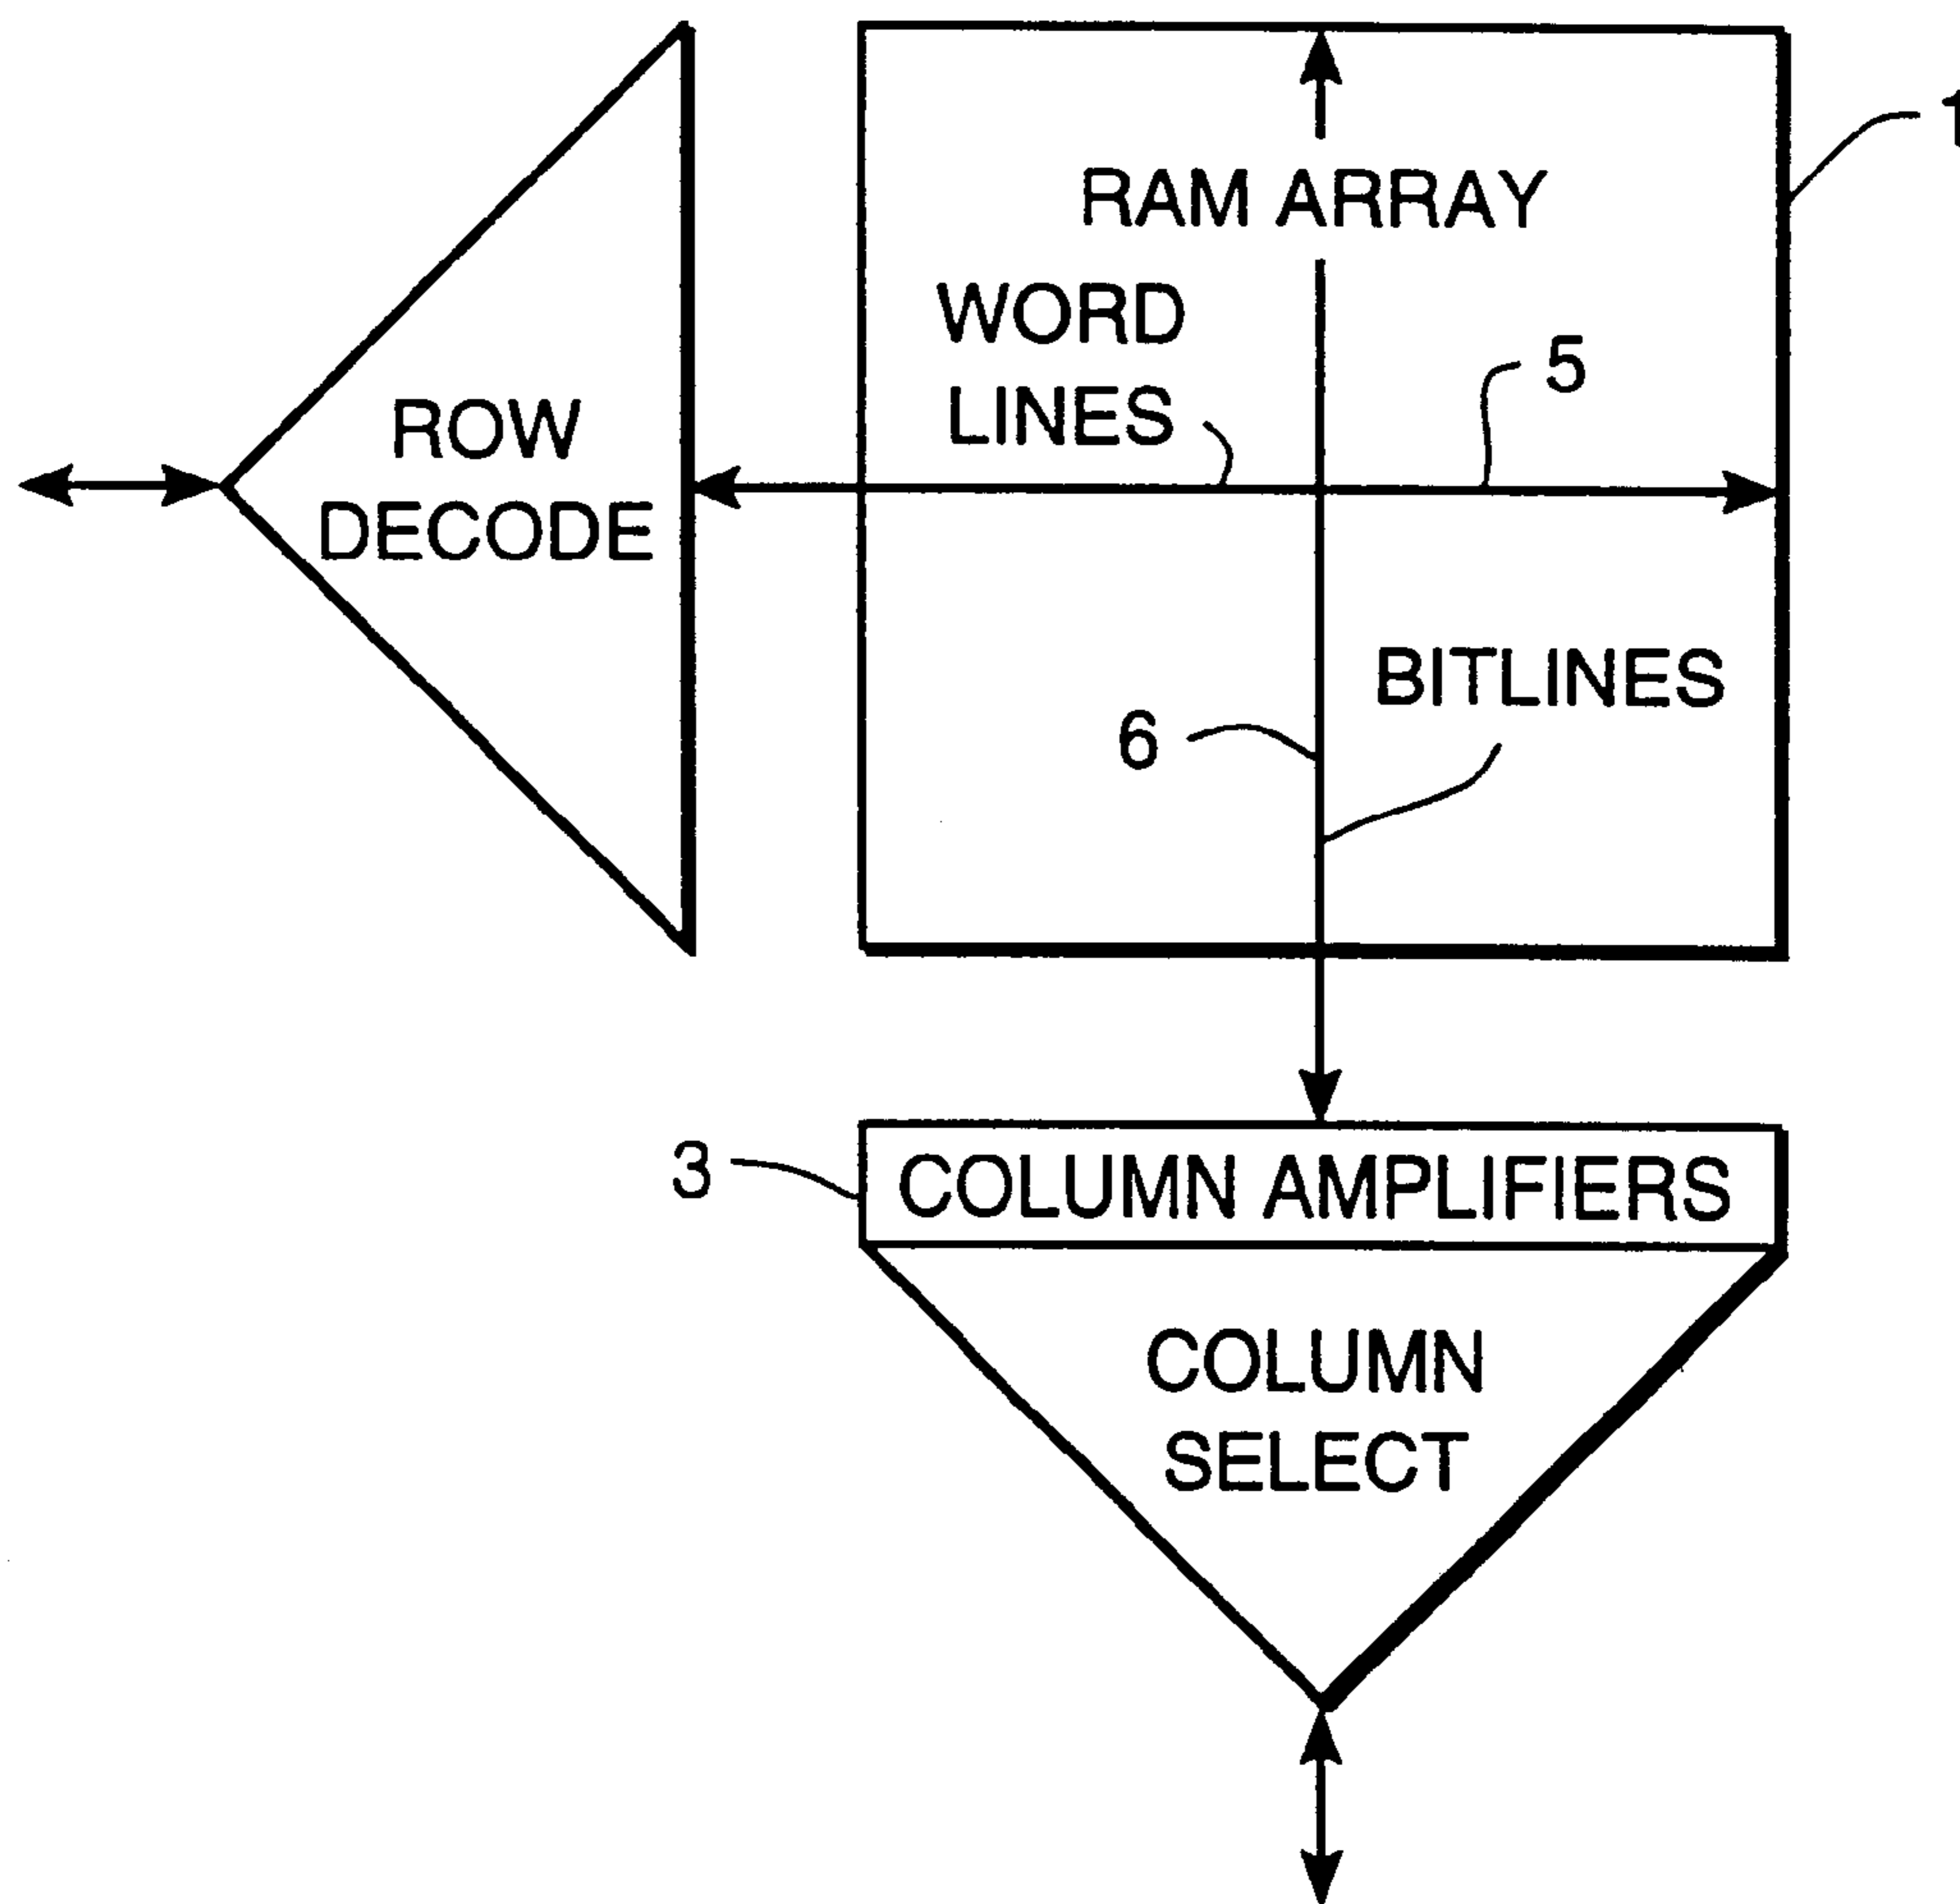 1
RAM ARRAY
WORD
LINES
5
ROW
DECODE
BITLINES
6
3
COLUMN AMPLIFIERS
COLUMN
SELECT